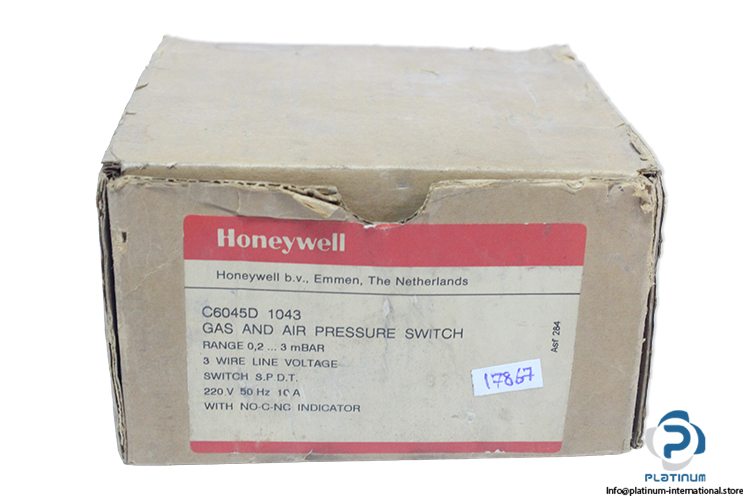 Honeywell
Honeywell b.v., Emmen, The Netherlands
C6045D 1043
GAS AND AIR PRESSURE SWITCH
RANGE 0,2 ... 3 mBAR
3 WIRE LINE VOLTAGE
SWITCH S.P.D.T.
220 V 50 Hz 10 A
WITH NO-C-NC INDICATOR
Asf 284
17867
PLATINUM
Info@platinum-international.store